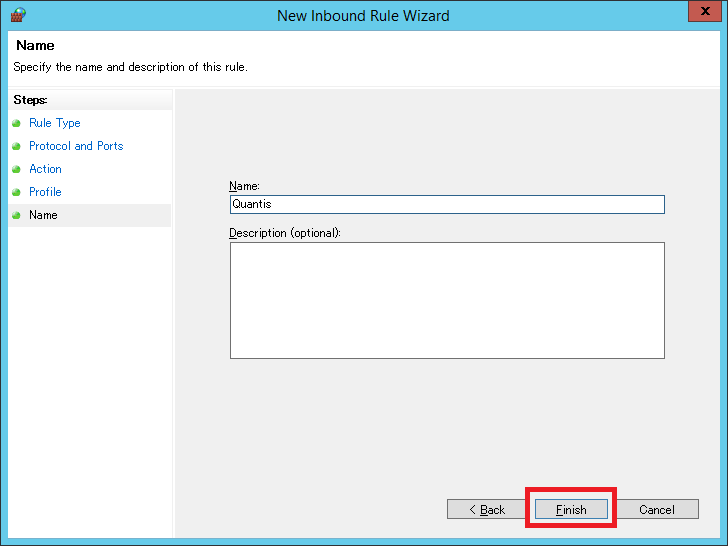 New Inbound Rule Wizard
x
Name
Specify the name and description of this rule.
Steps:
Rule Type
Protocol and Ports
Action
Profile
Name
Name:
Quantis
Description (optional):
< Back
Finish
Cancel